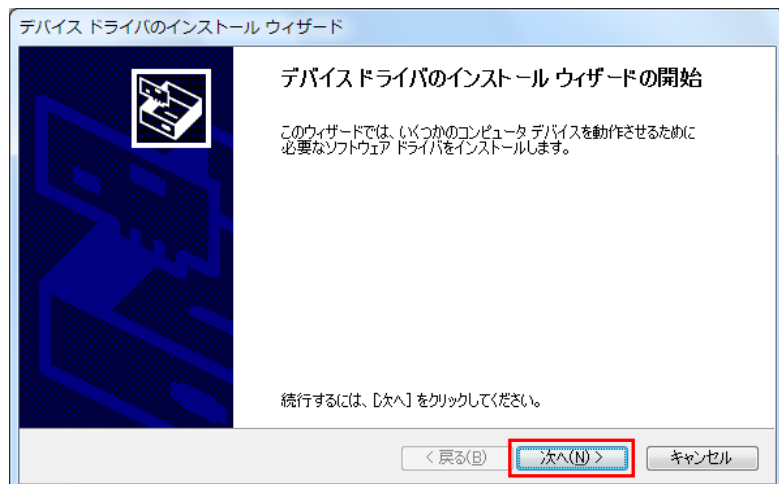 デバイス ドライバのインストール ウィザード
デバイス ドライバのインストール ウィザードの開始
このウィザードでは、いくつかのコンピュータ デバイスを動作させるために
必要なソフトウェア ドライバをインストールします。
続行するには、[次へ] をクリックしてください。
< 戻る(B) 次へ(N) > キャンセル